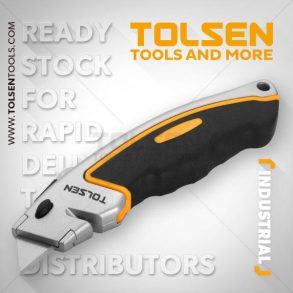 READY
STOCK
FOR
RAPID
DISTRIBUTORS
www.TOLSENTOOLS.com
TOLSEN
TOOLS AND MORE
TOLSEN
INDUSTRIAL